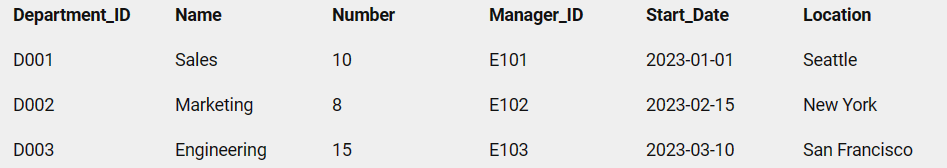 Department_ID Name Number Manager_ID Start_Date Location
D001 Sales 10 E101 2023-01-01 Seattle
D002 Marketing 8 E102 2023-02-15 New York
D003 Engineering 15 E103 2023-03-10 San Francisco